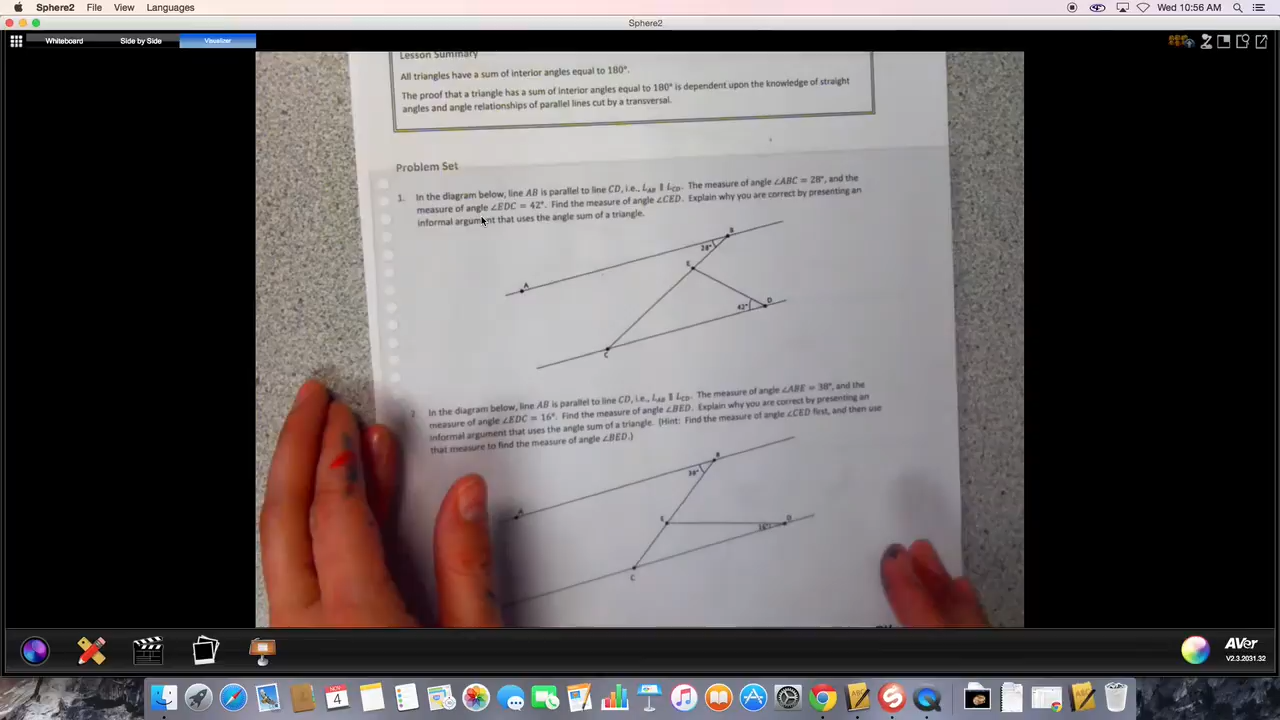 Sphere2 File View Languages Wed 10:56 AM
Sphere2
Whiteboard Side by Side Visualizer
Lesson Summary
All triangles have a sum of interior angles equal to 180°.
The proof that a triangle has a sum of interior angles equal to 180° is dependent upon the knowledge of straight
angles and angle relationships of parallel lines cut by a transversal.
Problem Set
1. In the diagram below, line AB is parallel to line CD, i.e., L_AB ∥ L_CD. The measure of angle ∠ABC = 28°, and the
measure of angle ∠EDC = 42°. Find the measure of angle ∠CED. Explain why you are correct by presenting an
informal argument that uses the angle sum of a triangle.
B
28°
E
A
D
42°
C
2 In the diagram below, line AB is parallel to line CD, i.e., L_AB ∥ L_CD. The measure of angle ∠ABE = 38°, and the
measure of angle ∠EDC = 16°. Find the measure of angle ∠BED. Explain why you are correct by presenting an
informal argument that uses the angle sum of a triangle. (Hint: Find the measure of angle ∠CED first, and then use
that measure to find the measure of angle ∠BED.)
B
38°
A
E
D
16°
C
AVer
V2.3.2031.32
NOV
4